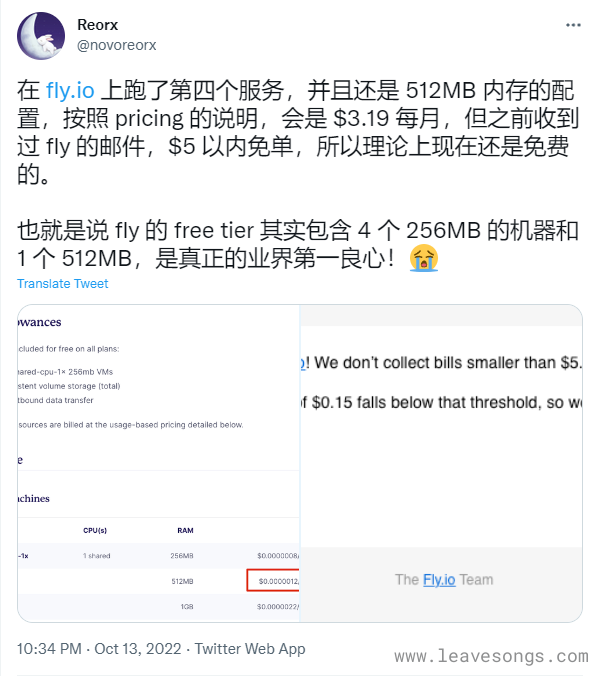 Reorx
@novoreorx
在 fly.io 上跑了第四个服务，并且还是 512MB 内存的配
置，按照 pricing 的说明，会是 $3.19 每月，但之前收到
过 fly 的邮件，$5 以内免单，所以理论上现在还是免费
的。
也就是说 fly 的 free tier 其实包含 4 个 256MB 的机器和
1 个 512MB，是真正的业界第一良心！😭
Translate Tweet
owances
cluded for free on all plans:
ared-cpu-1x 256mb VMs
stent volume storage (total)
tbound data transfer
sources are billed at the usage-based pricing detailed below.
e
achines
CPU(s) RAM
-1x 1 shared 256MB $0.0000008/
512MB $0.0000012/
1GB $0.0000022/
! We don't collect bills smaller than $5.
f $0.15 falls below that threshold, so we
The Fly.io Team
10:34 PM · Oct 13, 2022 · Twitter Web App
www.leavesongs.com